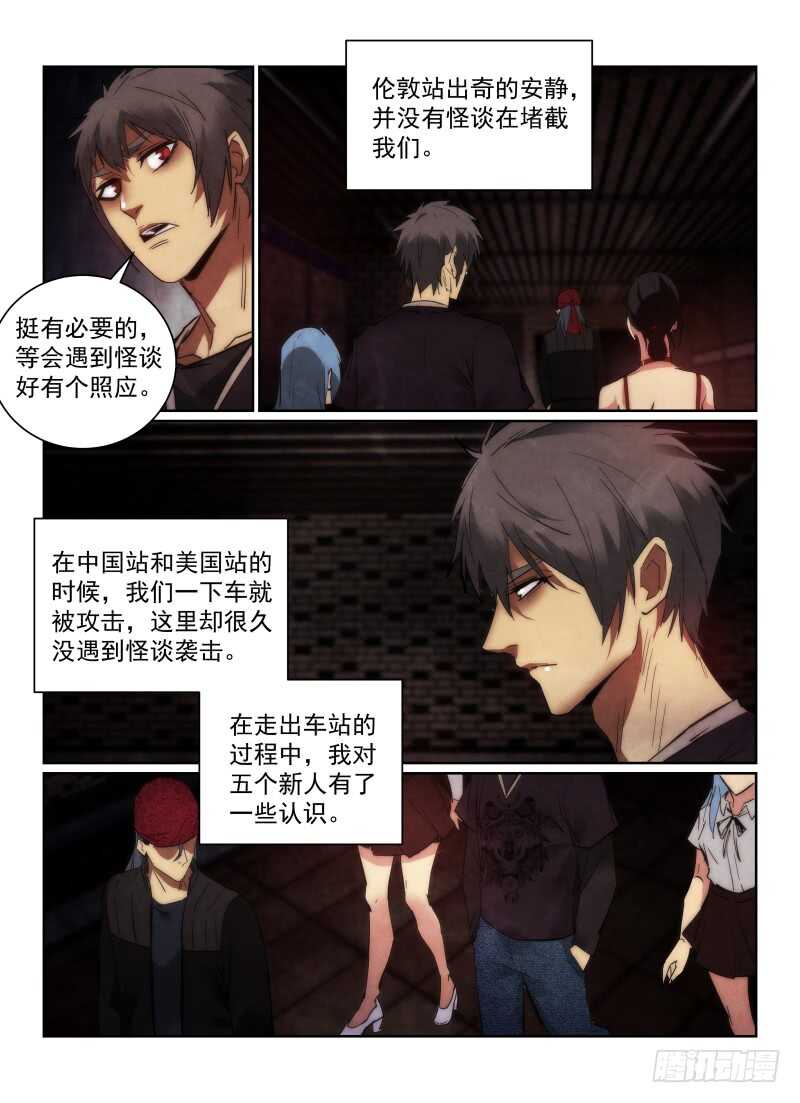 挺有必要的，
等会遇到怪谈
好有个照应。
伦敦站出奇的安静，
并没有怪谈在堵截
我们。
在中国站和美国站的
时候，我们一下车就
被攻击，这里却很久
没遇到怪谈袭击。
在走出车站的
过程中，我对
五个新人有了
一些认识。
腾讯动漫